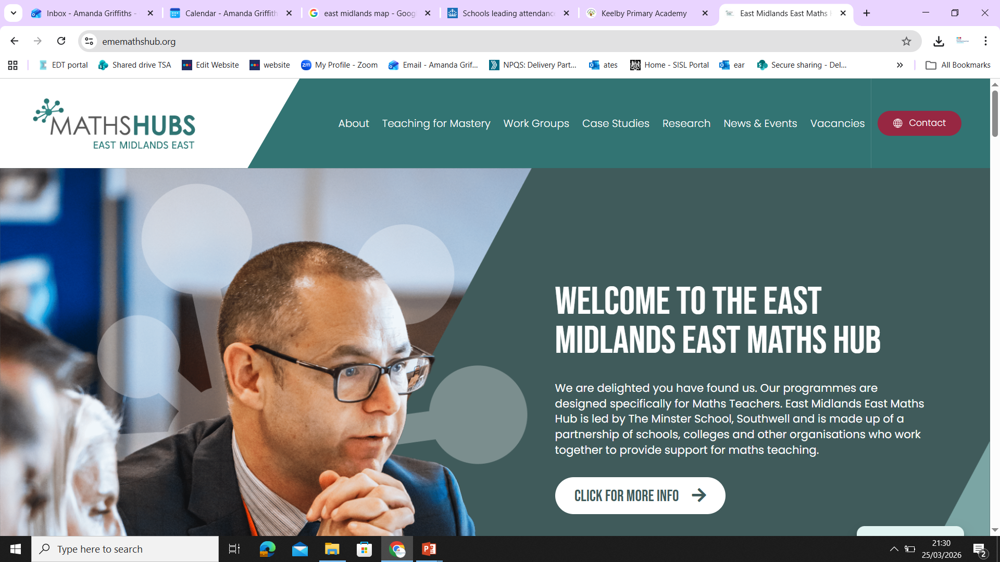 Inbox - Amanda Griffiths -
Calendar - Amanda Griffith
east midlands map - Goog
Schools leading attendance
Keelby Primary Academy
East Midlands East Maths
ememathshub.org
EDT portal
Shared drive TSA
Edit Website
website
zm
My Profile - Zoom
Email - Amanda Grif...
NPQS: Delivery Part...
ates
Home - SISL Portal
ear
Secure sharing - Del...
All Bookmarks
MATHSHUBS
EAST MIDLANDS EAST
About
Teaching for Mastery
Work Groups
Case Studies
Research
News & Events
Vacancies
Contact
WELCOME TO THE EAST
MIDLANDS EAST MATHS HUB
We are delighted you have found us. Our programmes are
designed specifically for Maths Teachers. East Midlands East Maths
Hub is led by The Minster School, Southwell and is made up of a
partnership of schools, colleges and other organisations who work
together to provide support for maths teaching.
CLICK FOR MORE INFO
Type here to search
21:30
25/03/2026
2